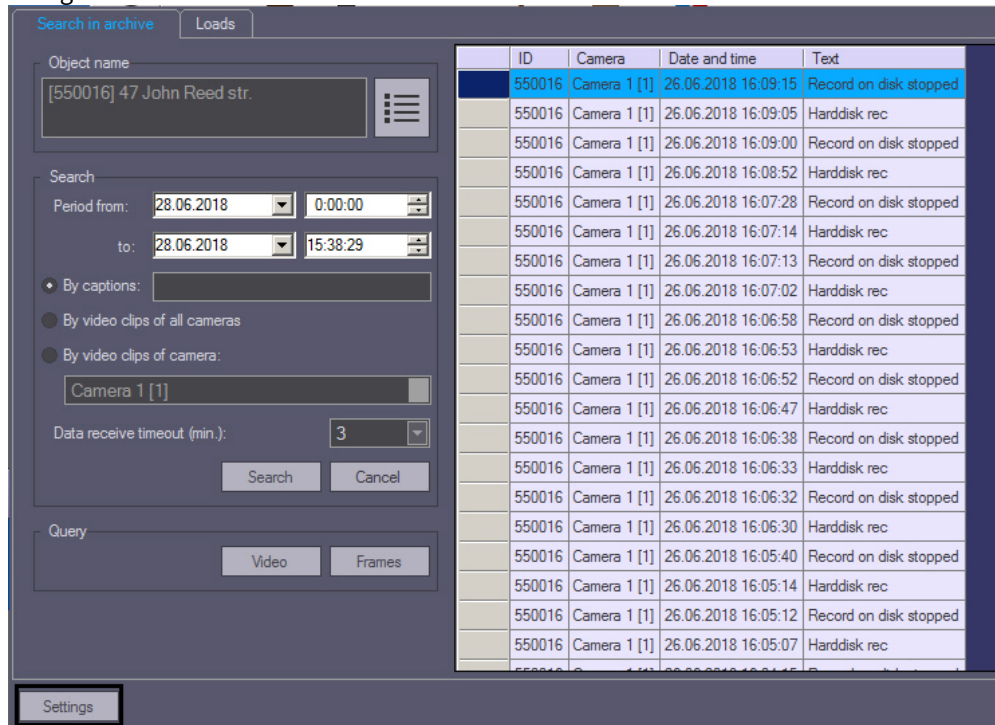 Search in archive
Loads
Object name
[550016] 47 John Reed str.
Search
Period from: 28.06.2018 0:00:00
to: 28.06.2018 15:38:29
By captions:
By video clips of all cameras
By video clips of camera:
Camera 1 [1]
Data receive timeout (min.): 3
Search Cancel
Query
Video Frames
ID Camera Date and time Text
550016 Camera 1 [1] 26.06.2018 16:09:15 Record on disk stopped
550016 Camera 1 [1] 26.06.2018 16:09:05 Harddisk rec
550016 Camera 1 [1] 26.06.2018 16:09:00 Record on disk stopped
550016 Camera 1 [1] 26.06.2018 16:08:52 Harddisk rec
550016 Camera 1 [1] 26.06.2018 16:07:28 Record on disk stopped
550016 Camera 1 [1] 26.06.2018 16:07:14 Harddisk rec
550016 Camera 1 [1] 26.06.2018 16:07:13 Record on disk stopped
550016 Camera 1 [1] 26.06.2018 16:07:02 Harddisk rec
550016 Camera 1 [1] 26.06.2018 16:06:58 Record on disk stopped
550016 Camera 1 [1] 26.06.2018 16:06:53 Harddisk rec
550016 Camera 1 [1] 26.06.2018 16:06:52 Record on disk stopped
550016 Camera 1 [1] 26.06.2018 16:06:47 Harddisk rec
550016 Camera 1 [1] 26.06.2018 16:06:38 Record on disk stopped
550016 Camera 1 [1] 26.06.2018 16:06:33 Harddisk rec
550016 Camera 1 [1] 26.06.2018 16:06:32 Record on disk stopped
550016 Camera 1 [1] 26.06.2018 16:06:30 Harddisk rec
550016 Camera 1 [1] 26.06.2018 16:05:40 Record on disk stopped
550016 Camera 1 [1] 26.06.2018 16:05:14 Harddisk rec
550016 Camera 1 [1] 26.06.2018 16:05:12 Record on disk stopped
550016 Camera 1 [1] 26.06.2018 16:05:07 Harddisk rec
Settings